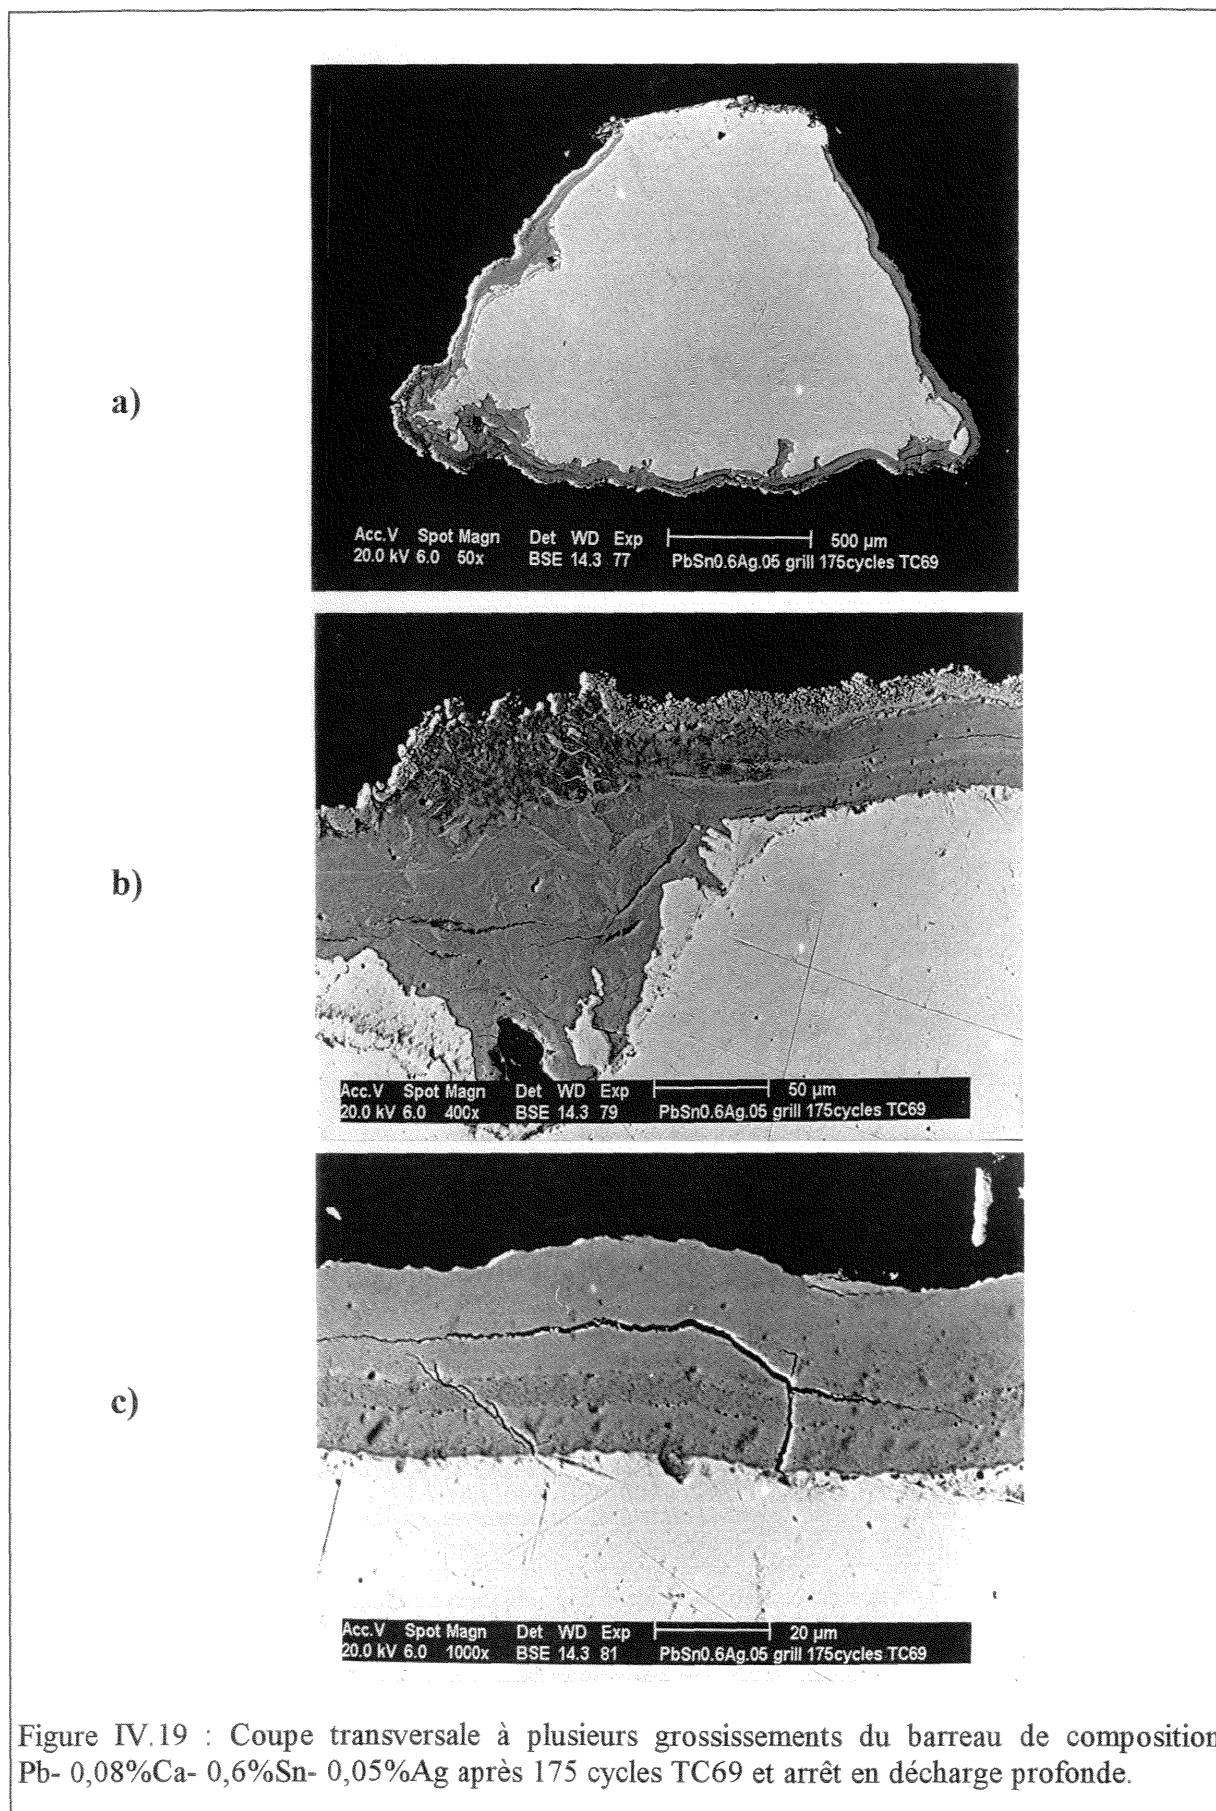 a)
Acc.V Spot Magn Det WD Exp 500 µm
20.0 kV 6.0 50x BSE 14.3 77 PbSn0.6Ag.05 grill 175cycles TC69
b)
Acc.V Spot Magn Det WD Exp 50 µm
20.0 kV 6.0 400x BSE 14.3 79 PbSn0.6Ag.05 grill 175cycles TC69
c)
Acc.V Spot Magn Det WD Exp 20 µm
20.0 kV 6.0 1000x BSE 14.3 81 PbSn0.6Ag.05 grill 175cycles TC69
Figure IV.19 : Coupe transversale à plusieurs grossissements du barreau de composition
Pb- 0,08%Ca- 0,6%Sn- 0,05%Ag après 175 cycles TC69 et arrêt en décharge profonde.